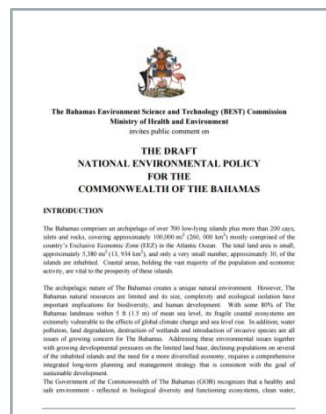 The Bahamas Environment Science and Technology (BEST) Commission
Ministry of Health and Environment
invites public comment on
THE DRAFT
NATIONAL ENVIRONMENTAL POLICY
FOR THE
COMMONWEALTH OF THE BAHAMAS
INTRODUCTION
The Bahamas comprises an archipelago of over 700 low-lying islands plus more than 200 cays,
islets and rocks, covering approximately 100,000 mi² (260, 000 km²) mostly comprised of the
country's Exclusive Economic Zone (EEZ) in the Atlantic Ocean. The total land area is small,
approximately 5,380 mi² (13, 934 km²), and only a very small number, approximately 30, of the
islands are inhabited. Coastal areas, holding the vast majority of the population and economic
activity, are vital to the prosperity of these islands.
The archipelagic nature of The Bahamas creates a unique natural environment. However, The
Bahamas natural resources are limited and its size, complexity and ecological isolation have
important implications for biodiversity, and human development. With some 80% of The
Bahamas landmass within 5 ft (1.5 m) of mean sea level, its fragile coastal ecosystems are
extremely vulnerable to the effects of global climate change and sea level rise. In addition, water
pollution, land degradation, destruction of wetlands and introduction of invasive species are all
issues of growing concern for The Bahamas. Addressing these environmental issues together
with growing developmental pressures on the limited land base, declining populations on several
of the inhabited islands and the need for a more diversified economy, requires a comprehensive
integrated long-term planning and management strategy that is consistent with the goal of
sustainable development.
The Government of the Commonwealth of The Bahamas (GOB) recognizes that a healthy and
safe environment - reflected in biological diversity and functioning ecosystems, clean water,